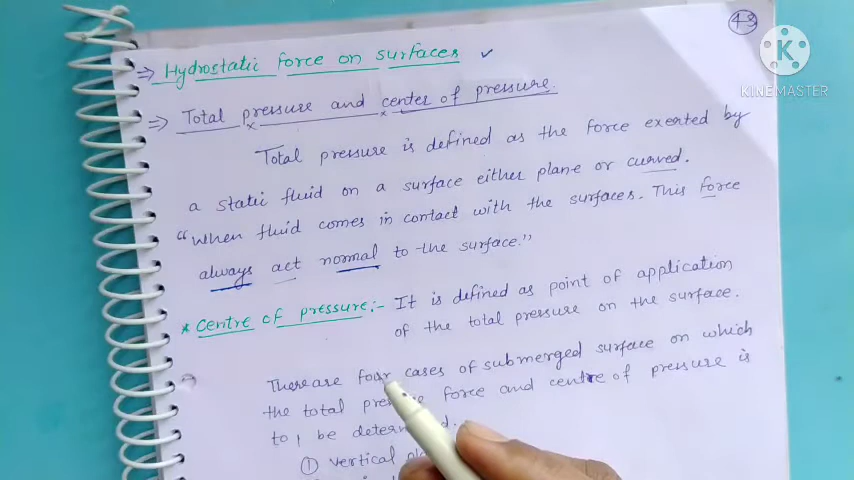 43
K
KINEMASTER
⇒ Hydrostatic force on surfaces ✓
⇒ Total pressure and center of pressure.
Total pressure is defined as the force exerted by
a static fluid on a surface either plane or curved.
"When fluid comes in contact with the surfaces. This force
always act normal to the surface."
* Centre of pressure:- It is defined as point of application
of the total pressure on the surface.
There are four cases of submerged surface on which
the total force and centre of pressure is
to be
① vertical